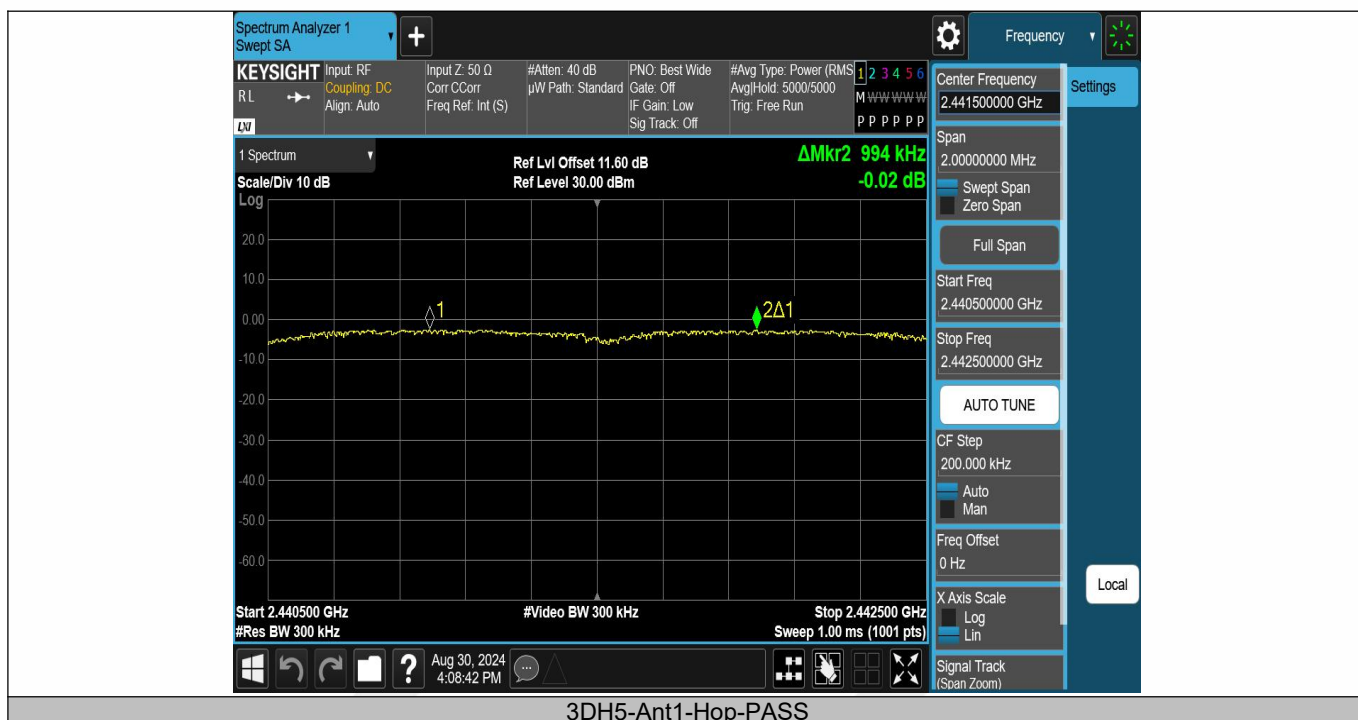 Spectrum Analyzer 1
Swept SA
+
Frequency
KEYSIGHT
RL
LXI
Input: RF
Coupling: DC
Align: Auto
Input Z: 50 Ω
Corr CCorr
Freq Ref: Int (S)
#Atten: 40 dB
µW Path: Standard
PNO: Best Wide
Gate: Off
IF Gain: Low
Sig Track: Off
#Avg Type: Power (RMS
Avg|Hold: 5000/5000
Trig: Free Run
1 2 3 4 5 6
M W W W W W
P P P P P P
1 Spectrum
Scale/Div 10 dB
Log
Ref Lvl Offset 11.60 dB
Ref Level 30.00 dBm
ΔMkr2 994 kHz
-0.02 dB
20.0
10.0
0.00
-10.0
-20.0
-30.0
-40.0
-50.0
-60.0
1
2Δ1
Start 2.440500 GHz
#Res BW 300 kHz
#Video BW 300 kHz
Stop 2.442500 GHz
Sweep 1.00 ms (1001 pts)
Center Frequency
2.441500000 GHz
Settings
Span
2.00000000 MHz
Swept Span
Zero Span
Full Span
Start Freq
2.440500000 GHz
Stop Freq
2.442500000 GHz
AUTO TUNE
CF Step
200.000 kHz
Auto
Man
Freq Offset
0 Hz
X Axis Scale
Log
Lin
Local
Signal Track
(Span Zoom)
?
Aug 30, 2024
4:08:42 PM
3DH5-Ant1-Hop-PASS